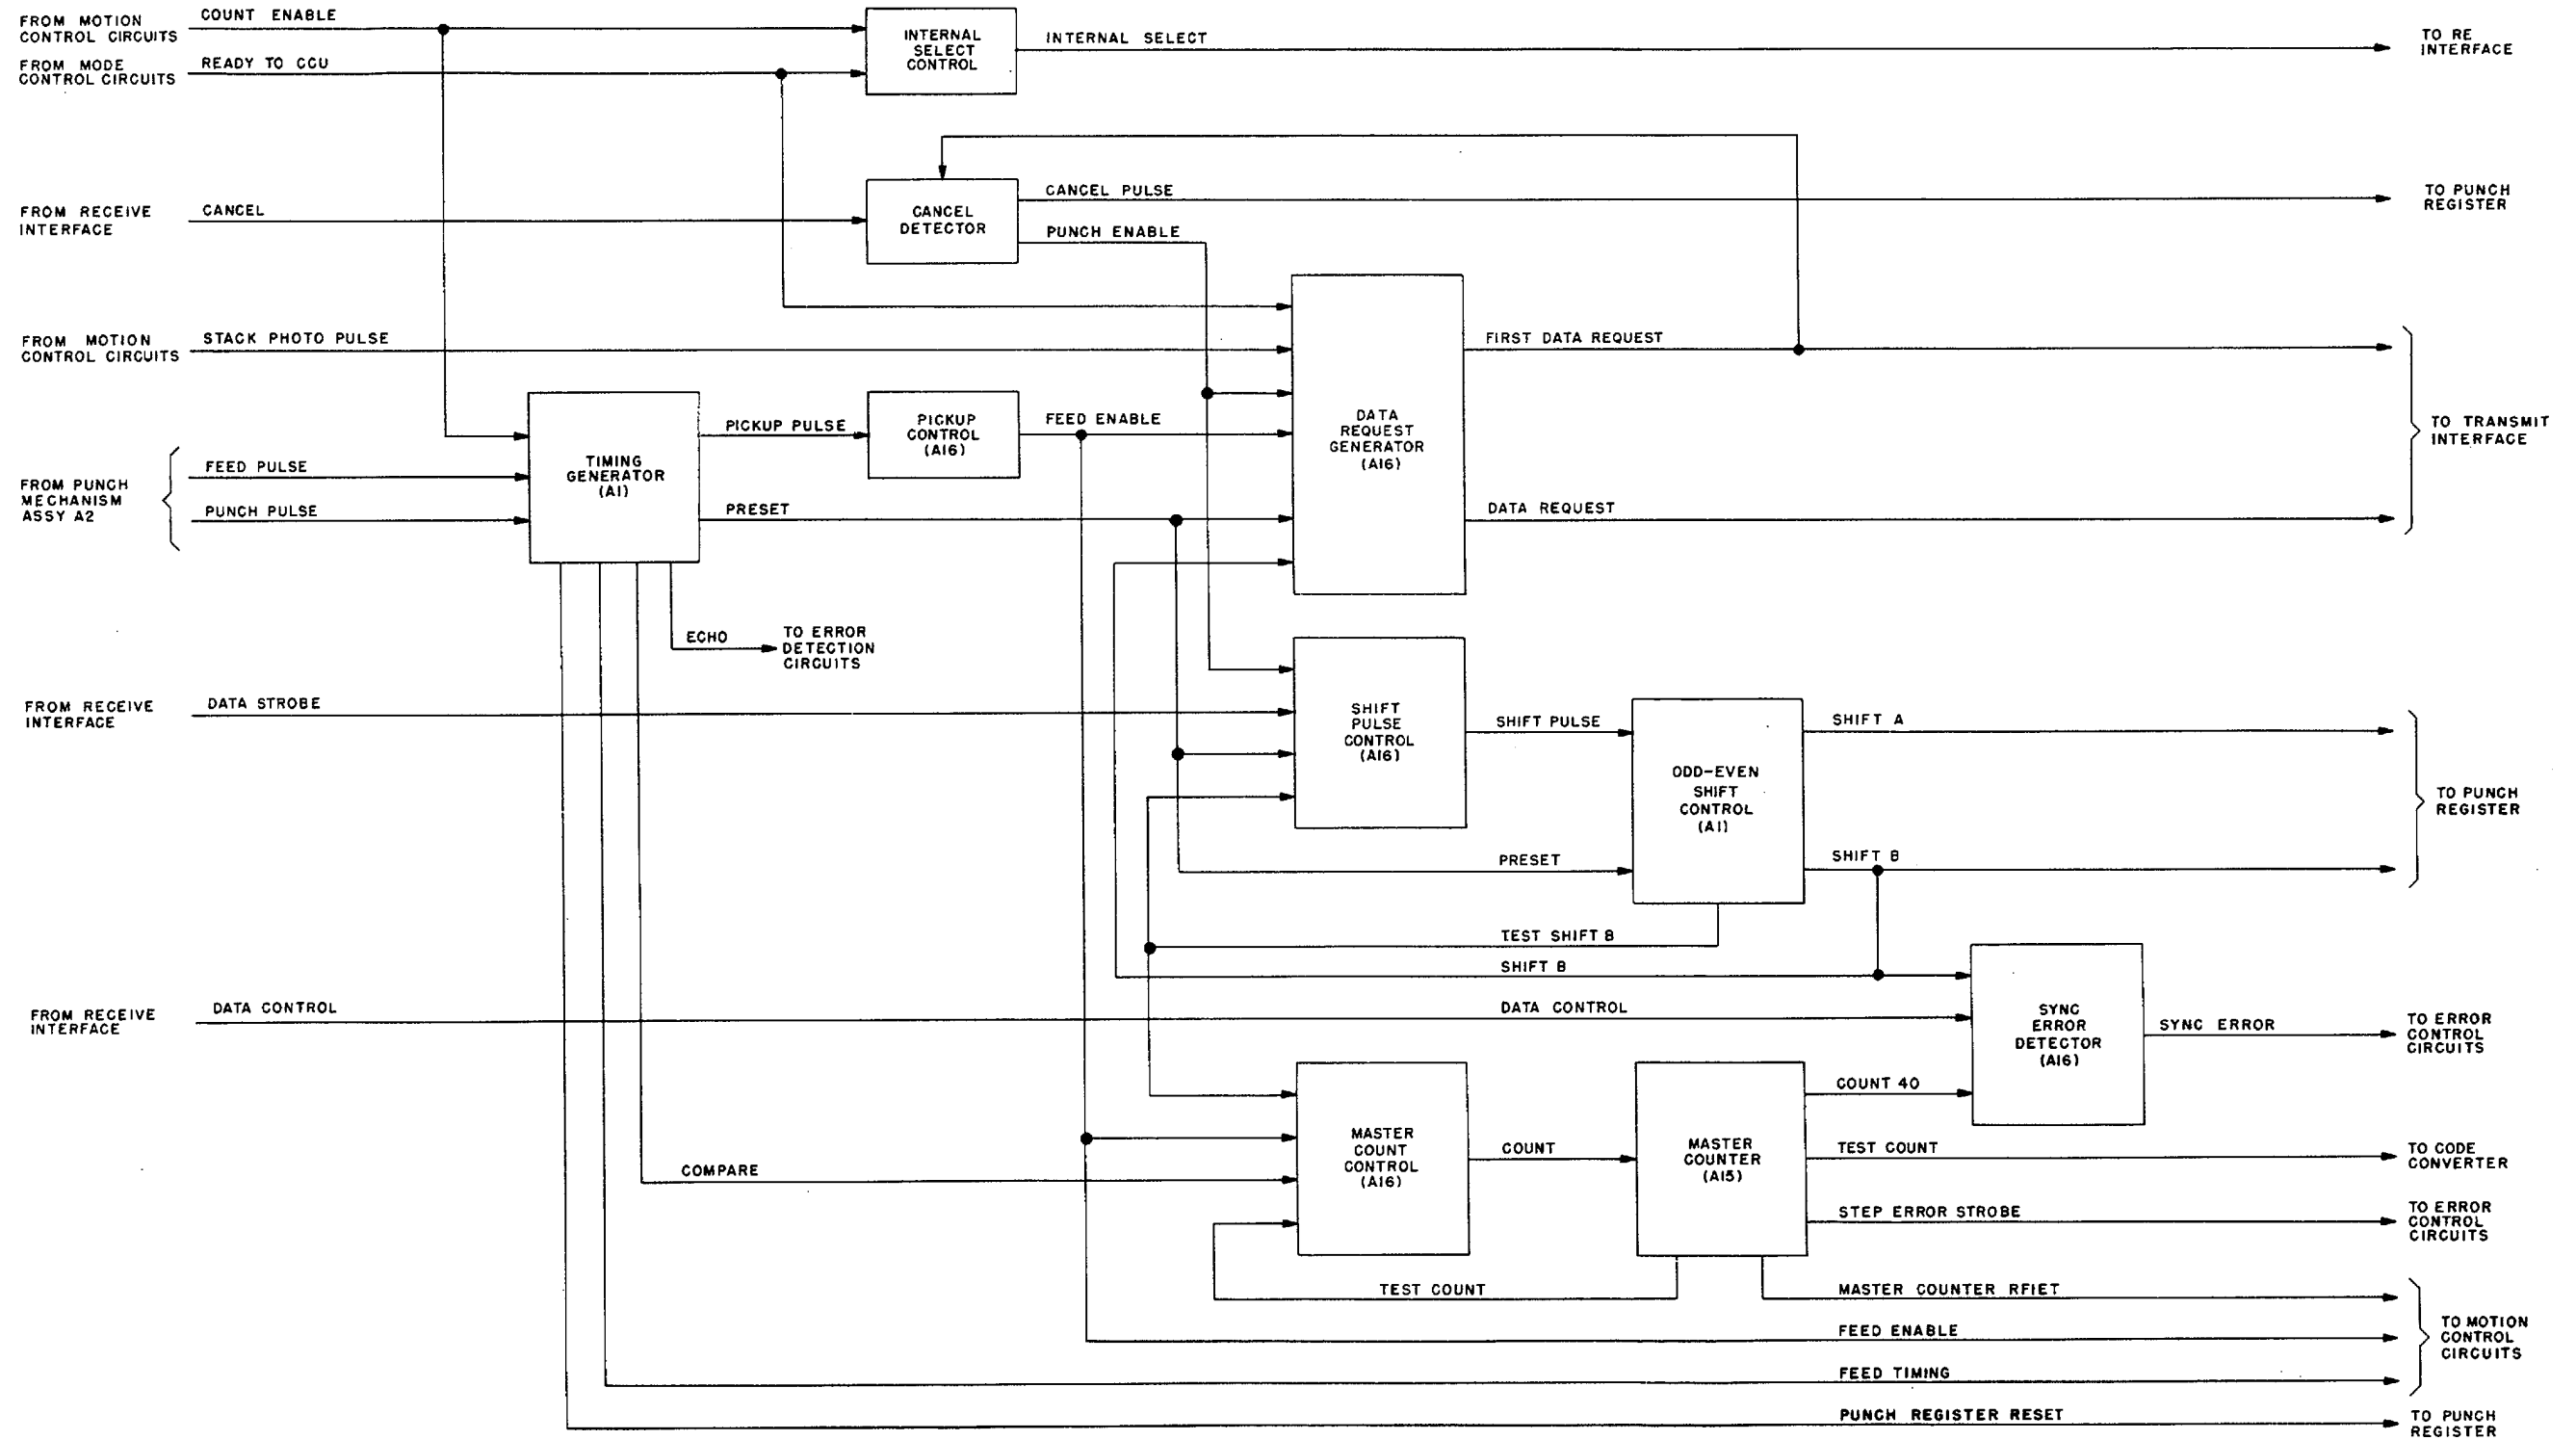 FROM MOTION
CONTROL CIRCUITS
COUNT ENABLE
FROM MODE
CONTROL CIRCUITS
READY TO CCU
INTERNAL
SELECT
CONTROL
INTERNAL SELECT
TO RE
INTERFACE
FROM RECEIVE
INTERFACE
CANCEL
CANCEL
DETECTOR
CANCEL PULSE
PUNCH ENABLE
TO PUNCH
REGISTER
FROM MOTION
CONTROL CIRCUITS
STACK PHOTO PULSE
FROM PUNCH
MECHANISM
ASSY A2
FEED PULSE
PUNCH PULSE
TIMING
GENERATOR
(A1)
PICKUP PULSE
PICKUP
CONTROL
(A16)
FEED ENABLE
PRESET
DATA
REQUEST
GENERATOR
(A16)
FIRST DATA REQUEST
DATA REQUEST
TO TRANSMIT
INTERFACE
ECHO
TO ERROR
DETECTION
CIRCUITS
FROM RECEIVE
INTERFACE
DATA STROBE
SHIFT
PULSE
CONTROL
(A16)
SHIFT PULSE
PRESET
ODD-EVEN
SHIFT
CONTROL
(A1)
SHIFT A
SHIFT B
TO PUNCH
REGISTER
TEST SHIFT B
SHIFT B
FROM RECEIVE
INTERFACE
DATA CONTROL
DATA CONTROL
SYNC
ERROR
DETECTOR
(A16)
SYNC ERROR
TO ERROR
CONTROL
CIRCUITS
COMPARE
MASTER
COUNT
CONTROL
(A16)
COUNT
MASTER
COUNTER
(A15)
COUNT 40
TEST COUNT
TO CODE
CONVERTER
STEP ERROR STROBE
TO ERROR
CONTROL
CIRCUITS
TEST COUNT
MASTER COUNTER RFIET
FEED ENABLE
FEED TIMING
TO MOTION
CONTROL
CIRCUITS
PUNCH REGISTER RESET
TO PUNCH
REGISTER